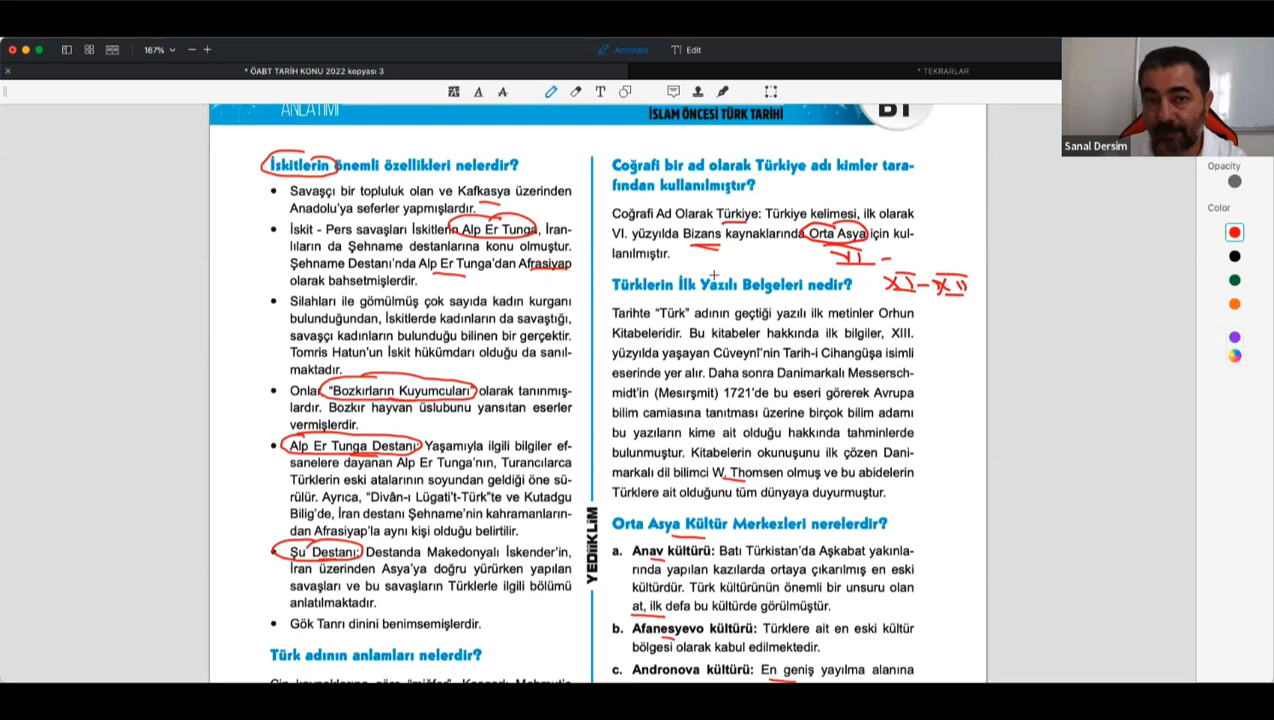 167%
Annotate
Edit
* ÖABT TARİH KONU 2022 kopyası 3
* TEKRARLAR
Sanal Dersim
Opacity
Color
ANLATIMI
İSLAM ÖNCESİ TÜRK TARİHİ
BT
İskitlerin önemli özellikleri nelerdir?
• Savaşçı bir topluluk olan ve Kafkasya üzerinden
Anadolu'ya seferler yapmışlardır.
• İskit - Pers savaşları İskitlerin Alp Er Tunga, İran-
lıların da Şehname destanlarına konu olmuştur.
Şehname Destanı'nda Alp Er Tunga'dan Afrasiyap
olarak bahsetmişlerdir.
• Silahları ile gömülmüş çok sayıda kadın kurganı
bulunduğundan, İskitlerde kadınların da savaştığı,
savaşçı kadınların bulunduğu bilinen bir gerçektir.
Tomris Hatun'un İskit hükümdarı olduğu da sanıl-
maktadır.
• Onlar "Bozkırların Kuyumcuları" olarak tanınmış-
lardır. Bozkır hayvan üslubunu yansıtan eserler
vermişlerdir.
• Alp Er Tunga Destanı: Yaşamıyla ilgili bilgiler ef-
sanelere dayanan Alp Er Tunga'nın, Turancılarca
Türklerin eski atalarının soyundan geldiği öne sü-
rülür. Ayrıca, "Divân-ı Lügati't-Türk"te ve Kutadgu
Bilig'de, İran destanı Şehname'nin kahramanların-
dan Afrasiyap'la aynı kişi olduğu belirtilir.
• Şu Destanı: Destanda Makedonyalı İskender'in,
İran üzerinden Asya'ya doğru yürürken yapılan
savaşları ve bu savaşların Türklerle ilgili bölümü
anlatılmaktadır.
• Gök Tanrı dinini benimsemişlerdir.
Türk adının anlamları nelerdir?
YEDİİKLİM
Coğrafi bir ad olarak Türkiye adı kimler tara-
fından kullanılmıştır?
Coğrafi Ad Olarak Türkiye: Türkiye kelimesi, ilk olarak
VI. yüzyılda Bizans kaynaklarında Orta Asya için kul-
lanılmıştır.
VI
XI - XII
Türklerin İlk Yazılı Belgeleri nedir?
Tarihte "Türk" adının geçtiği yazılı ilk metinler Orhun
Kitabeleridir. Bu kitabeler hakkında ilk bilgiler, XIII.
yüzyılda yaşayan Cüveynî'nin Tarih-i Cihangüşa isimli
eserinde yer alır. Daha sonra Danimarkalı Messersch-
midt'in (Mesırşmit) 1721'de bu eseri görerek Avrupa
bilim camiasına tanıtması üzerine birçok bilim adamı
bu yazıların kime ait olduğu hakkında tahminlerde
bulunmuştur. Kitabelerin okunuşunu ilk çözen Dani-
markalı dil bilimci W. Thomsen olmuş ve bu abidelerin
Türklere ait olduğunu tüm dünyaya duyurmuştur.
Orta Asya Kültür Merkezleri nerelerdir?
a. Anav kültürü: Batı Türkistan'da Aşkabat yakınla-
rında yapılan kazılarda ortaya çıkarılmış en eski
kültürdür. Türk kültürünün önemli bir unsuru olan
at, ilk defa bu kültürde görülmüştür.
b. Afanesyevo kültürü: Türklere ait en eski kültür
bölgesi olarak kabul edilmektedir.
c. Andronova kültürü: En geniş yayılma alanına